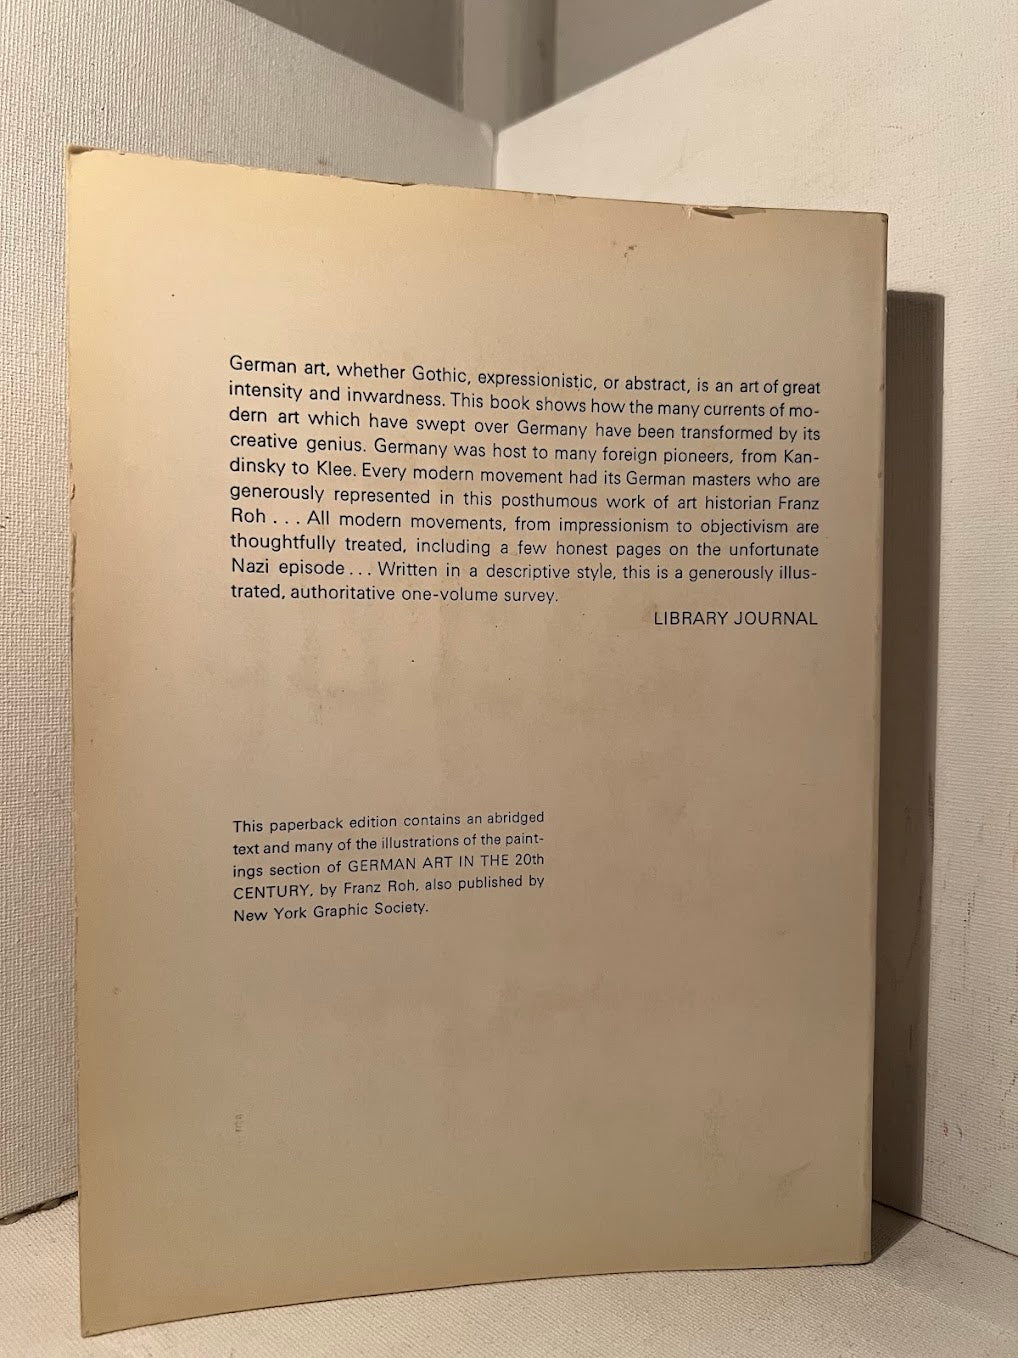 German art, whether Gothic, expressionistic, or abstract, is an art of great
intensity and inwardness. This book shows how the many currents of mo-
dern art which have swept over Germany have been transformed by its
creative genius. Germany was host to many foreign pioneers, from Kan-
dinsky to Klee. Every modern movement had its German masters who are
generously represented in this posthumous work of art historian Franz
Roh . . . All modern movements, from impressionism to objectivism are
thoughtfully treated, including a few honest pages on the unfortunate
Nazi episode . . . Written in a descriptive style, this is a generously illus-
trated, authoritative one-volume survey.
LIBRARY JOURNAL
This paperback edition contains an abridged
text and many of the illustrations of the paint-
ings section of GERMAN ART IN THE 20th
CENTURY, by Franz Roh, also published by
New York Graphic Society.